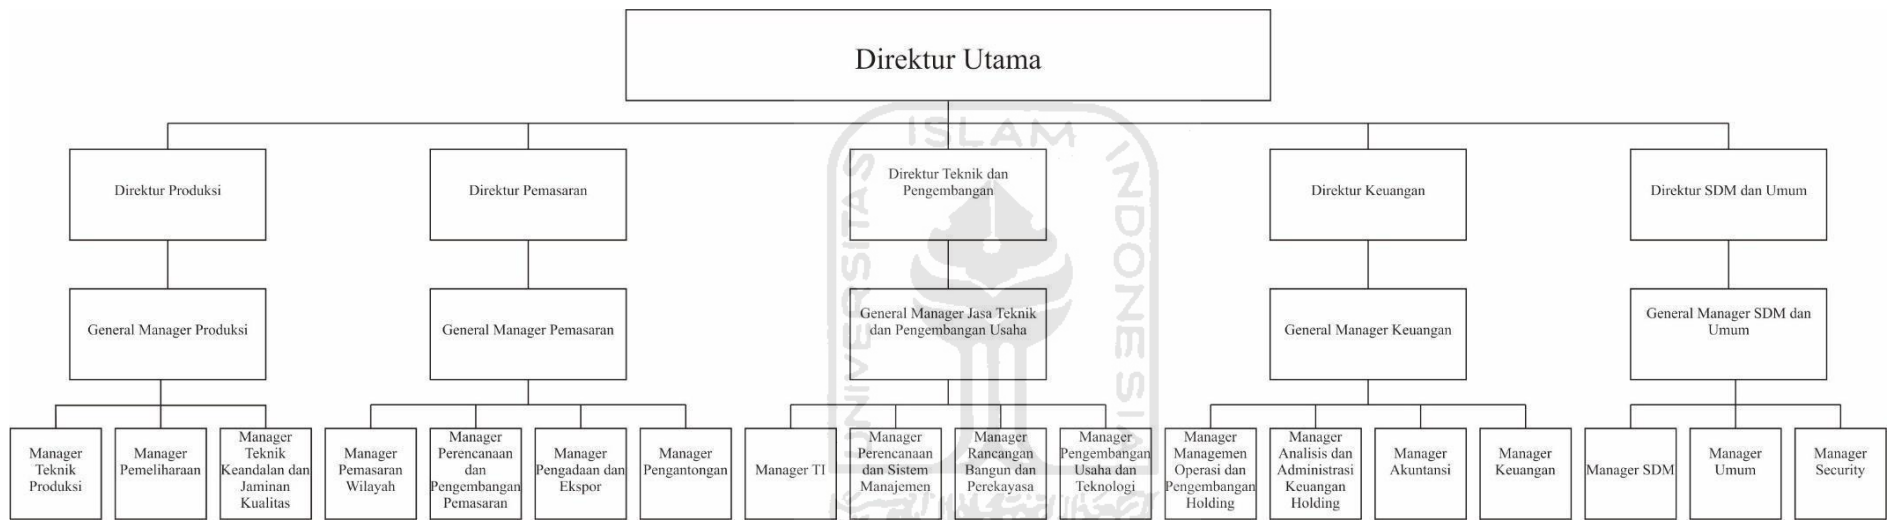 Direktur Utama
Direktur Produksi
Direktur Pemasaran
Direktur Teknik dan
Pengembangan
Direktur Keuangan
Direktur SDM dan Umum
General Manager Produksi
General Manager Pemasaran
General Manager Jasa Teknik
dan Pengembangan Usaha
General Manager Keuangan
General Manager SDM dan
Umum
Manager
Teknik
Produksi
Manager
Pemeliharaan
Manager
Teknik
Keandalan dan
Jaminan
Kualitas
Manager
Pemasaran
Wilayah
Manager
Perencanaan
dan
Pengembangan
Pemasaran
Manager
Pengadaan dan
Ekspor
Manager
Pengantongan
Manager TI
Manager
Perencanaan
dan Sistem
Manajemen
Manager
Rancangan
Bangun dan
Perekayasa
Manager
Pengembangan
Usaha dan
Teknologi
Manager
Managemen
Operasi dan
Pengembangan
Holding
Manager
Analisis dan
Administrasi
Keuangan
Holding
Manager
Akuntansi
Manager
Keuangan
Manager SDM
Manager
Umum
Manager
Security
UNIVERSITAS
ISLAM
INDONESIA